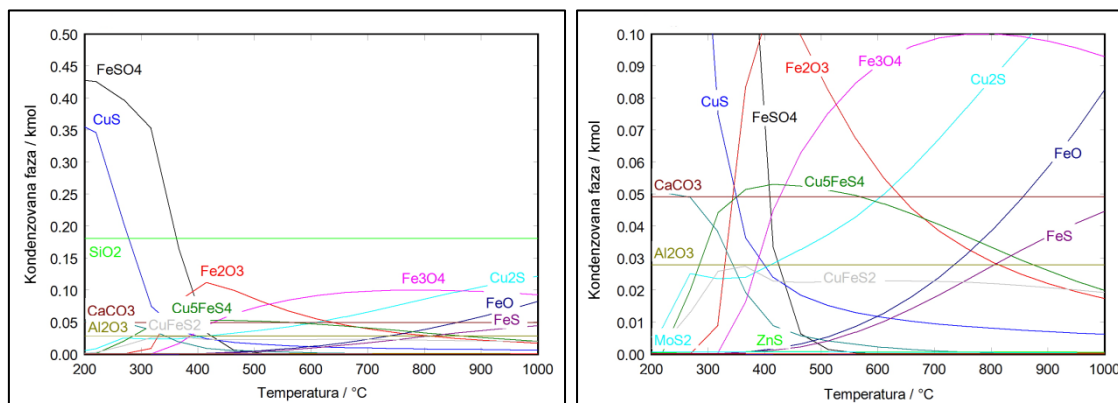 0.50
0.45
0.40
0.35
0.30
0.25
0.20
0.15
0.10
0.05
0.00
Kondenzovana faza / kmol
FeSO4
CuS
SiO2
Fe2O3
Fe3O4
Cu2S
CaCO3
Cu5FeS4
FeO
Al2O3
CuFeS2
FeS
200 300 400 500 600 700 800 900 1000
Temperatura / °C
0.10
0.09
0.08
0.07
0.06
0.05
0.04
0.03
0.02
0.01
0.00
Kondenzovana faza / kmol
Fe2O3
Fe3O4
Cu2S
CuS
FeSO4
FeO
CaCO3
Cu5FeS4
FeS
Al2O3
CuFeS2
MoS2
ZnS
200 300 400 500 600 700 800 900 1000
Temperatura / °C